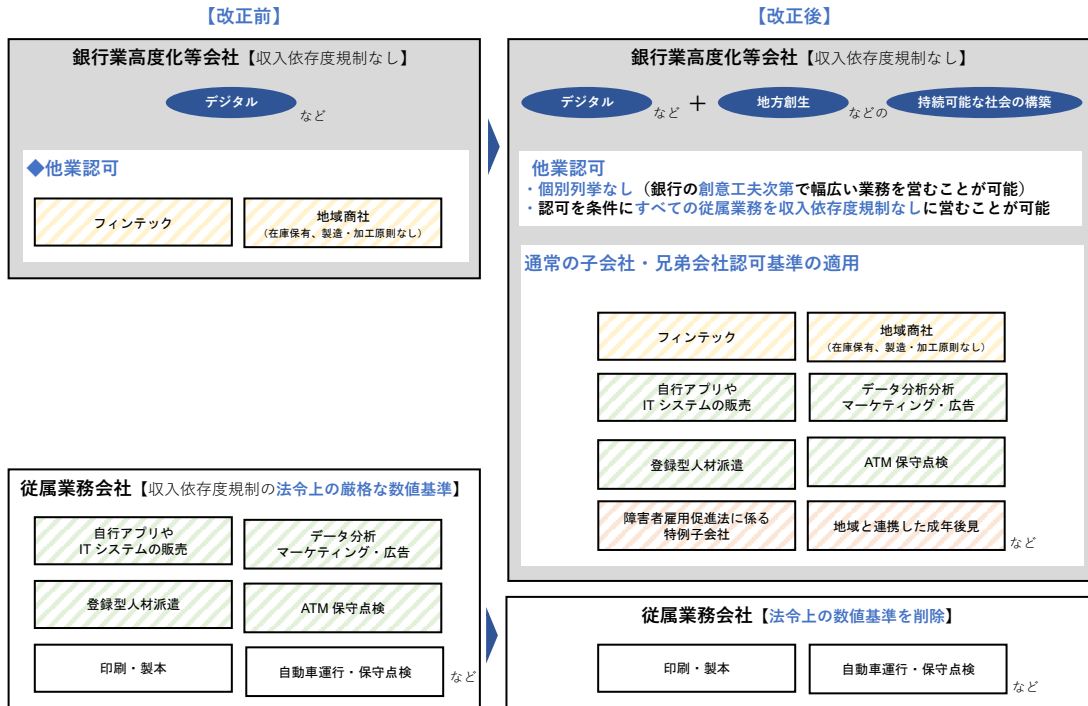 【改正前】
銀行業高度化等会社【収入依存度規制なし】
デジタル
など
◆他業認可
フィンテック
地域商社
(在庫保有、製造・加工原則なし)
従属業務会社【収入依存度規制の法令上の厳格な数値基準】
自行アプリや
ITシステムの販売
データ分析
マーケティング・広告
登録型人材派遣
ATM保守点検
印刷・製本
自動車運行・保守点検
など
【改正後】
銀行業高度化等会社【収入依存度規制なし】
デジタル
など
+
地方創生
などの
持続可能な社会の構築
他業認可
・個別列挙なし（銀行の創意工夫次第で幅広い業務を営むことが可能）
・認可を条件にすべての従属業務を収入依存度規制なしに営むことが可能
通常の子会社・兄弟会社認可基準の適用
フィンテック
地域商社
(在庫保有、製造・加工原則なし)
自行アプリや
ITシステムの販売
データ分析分析
マーケティング・広告
登録型人材派遣
ATM保守点検
障害者雇用促進法に係る
特例子会社
地域と連携した成年後見
など
従属業務会社【法令上の数値基準を削除】
印刷・製本
自動車運行・保守点検
など